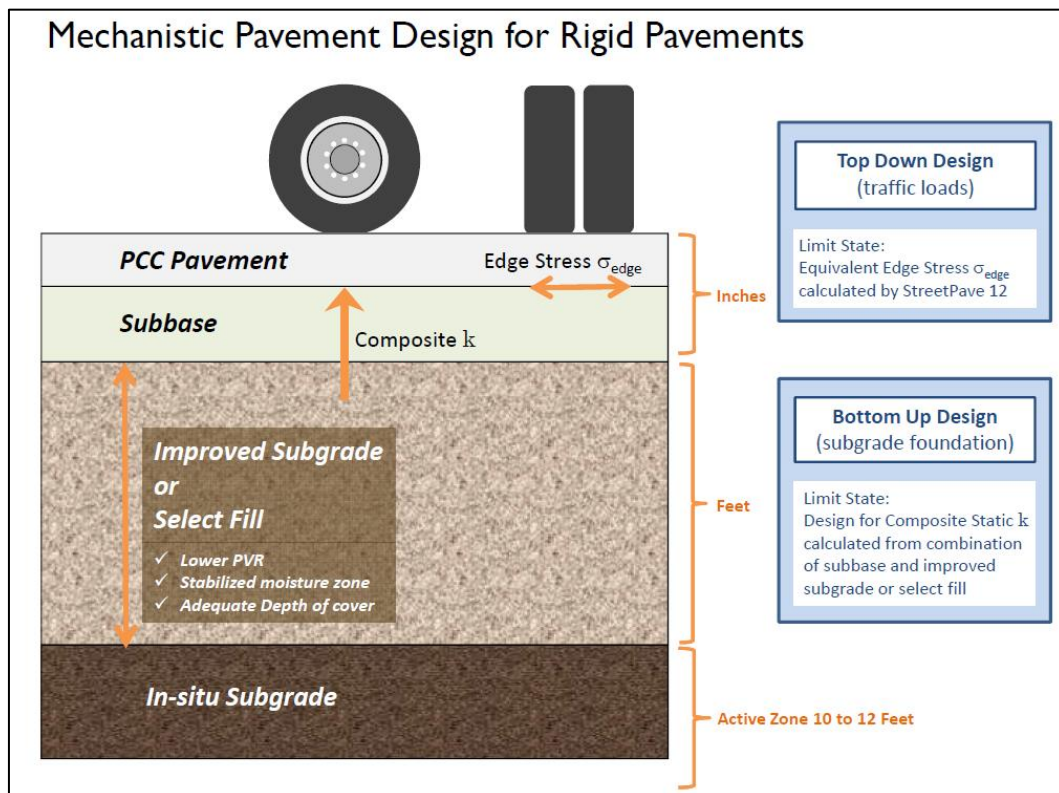 Mechanistic Pavement Design for Rigid Pavements
PCC Pavement
Edge Stress σedge
Subbase
Composite k
Inches
Improved Subgrade
or
Select Fill
✓ Lower PVR
✓ Stabilized moisture zone
✓ Adequate Depth of cover
Feet
In-situ Subgrade
Active Zone 10 to 12 Feet
Top Down Design
(traffic loads)
Limit State:
Equivalent Edge Stress σedge
calculated by StreetPave 12
Bottom Up Design
(subgrade foundation)
Limit State:
Design for Composite Static k
calculated from combination
of subbase and improved
subgrade or select fill